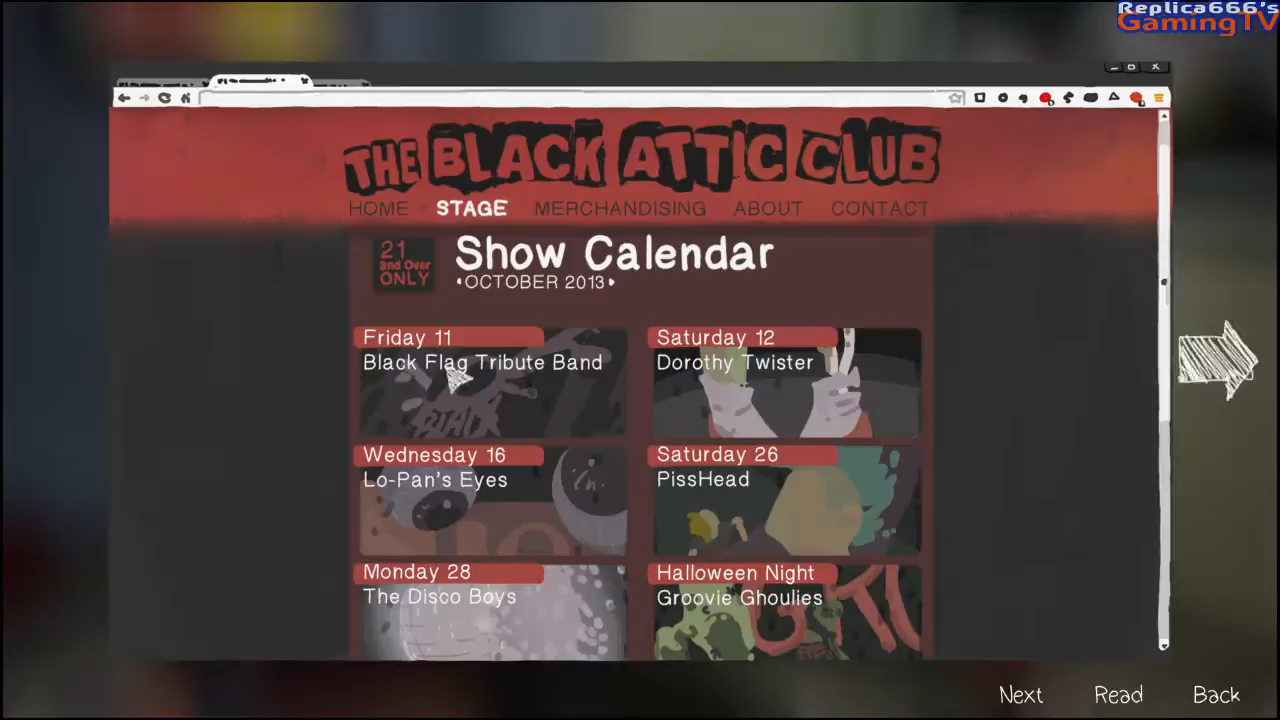 Replica666's
GamingTV
THE BLACK ATTIC CLUB
HOME STAGE MERCHANDISING ABOUT CONTACT
21
and Over
ONLY
Show Calendar
OCTOBER 2013
Friday 11
Black Flag Tribute Band
Saturday 12
Dorothy Twister
Wednesday 16
Lo-Pan's Eyes
Saturday 26
PissHead
Monday 28
The Disco Boys
Halloween Night
Groovie Ghoulies
Next Read Back